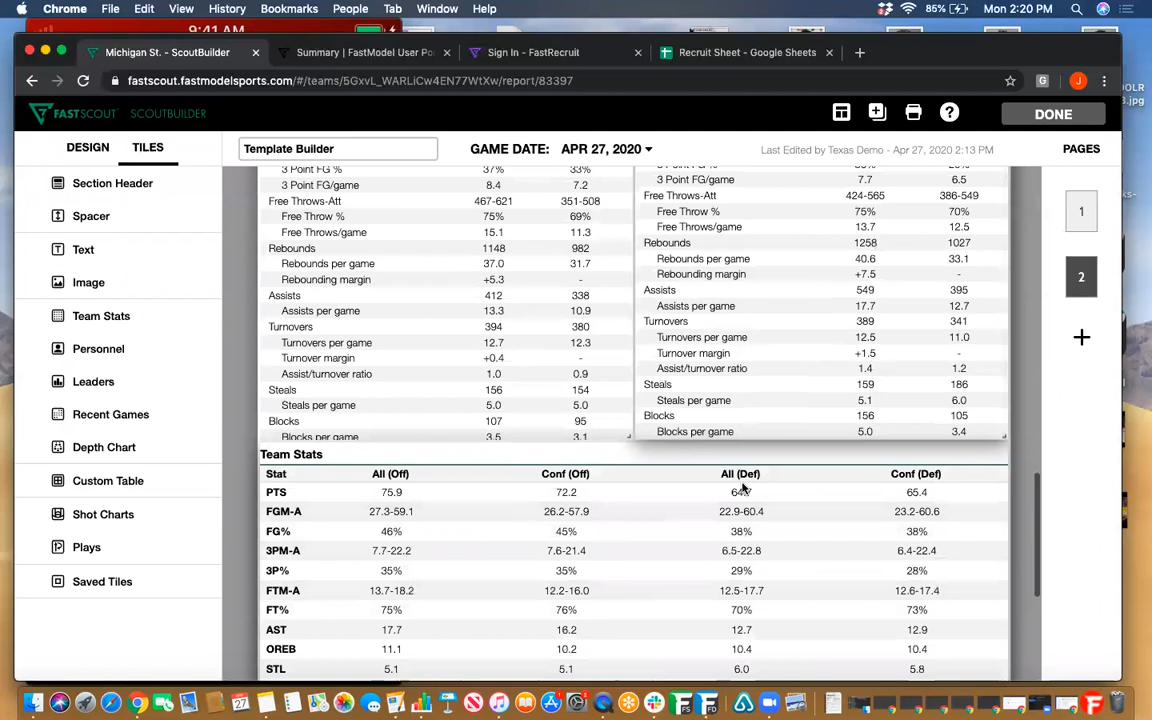 9:41 AM
Chrome File Edit View History Bookmarks People Tab Window Help 85% Mon 2:20 PM
Michigan St. - ScoutBuilder Summary | FastModel User Po Sign In - FastRecruit Recruit Sheet - Google Sheets
fastscout.fastmodelsports.com/#/teams/5GxvL_WARLiCw4EN77WtXw/report/83397
G J
FASTSCOUT SCOUTBUILDER DONE
DESIGN TILES
Template Builder GAME DATE: APR 27, 2020 Last Edited by Texas Demo - Apr 27, 2020 2:13 PM PAGES
Section Header
Spacer
Text
Image
Team Stats
Personnel
Leaders
Recent Games
Depth Chart
Custom Table
Shot Charts
Plays
Saved Tiles
3 Point FG % 37% 33%
3 Point FG/game 8.4 7.2
Free Throws-Att 467-621 351-508
Free Throw % 75% 69%
Free Throws/game 15.1 11.3
Rebounds 1148 982
Rebounds per game 37.0 31.7
Rebounding margin +5.3 -
Assists 412 338
Assists per game 13.3 10.9
Turnovers 394 380
Turnovers per game 12.7 12.3
Turnover margin +0.4 -
Assist/turnover ratio 1.0 0.9
Steals 156 154
Steals per game 5.0 5.0
Blocks 107 95
Blocks per game 3.5 3.1
3 Point FG/game 7.7 6.5
Free Throws-Att 424-565 386-549
Free Throw % 75% 70%
Free Throws/game 13.7 12.5
Rebounds 1258 1027
Rebounds per game 40.6 33.1
Rebounding margin +7.5 -
Assists 549 395
Assists per game 17.7 12.7
Turnovers 389 341
Turnovers per game 12.5 11.0
Turnover margin +1.5 -
Assist/turnover ratio 1.4 1.2
Steals 159 186
Steals per game 5.1 6.0
Blocks 156 105
Blocks per game 5.0 3.4
Team Stats
Stat All (Off) Conf (Off) All (Def) Conf (Def)
PTS 75.9 72.2 65.4
FGM-A 27.3-59.1 26.2-57.9 22.9-60.4 23.2-60.6
FG% 46% 45% 38% 38%
3PM-A 7.7-22.2 7.6-21.4 6.5-22.8 6.4-22.4
3P% 35% 35% 29% 28%
FTM-A 13.7-18.2 12.2-16.0 12.5-17.7 12.6-17.4
FT% 75% 76% 70% 73%
AST 17.7 16.2 12.7 12.9
OREB 11.1 10.2 10.4 10.4
STL 5.1 5.1 6.0 5.8
1
2